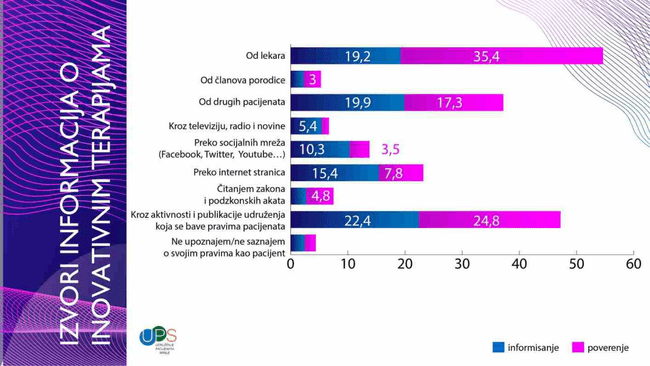 IZVORI INFORMACIJA O
INOVATIVNIM TERAPIJAMA
Od lekara
19,2
35,4
Od članova porodice
3
Od drugih pacijenata
19,9
17,3
Kroz televiziju, radio i novine
5,4
Preko socijalnih mreža
(Facebook, Twitter, Youtube...)
10,3
3,5
Preko internet stranica
15,4
7,8
Čitanjem zakona
i podzkonskih akata
4,8
Kroz aktivnosti i publikacije udruženja
koja se bave pravima pacijenata
22,4
24,8
Ne upoznajem/ne saznajem
o svojim pravima kao pacijent
0 10 20 30 40 50 60
UPS
UDRUŽENJE
PACIJENATA
SRBIJE
informisanje
poverenje